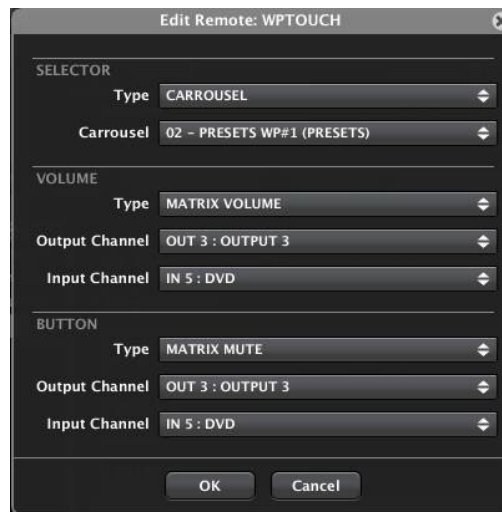 Edit Remote: WPTOUCH
SELECTOR
Type CARROUSEL
Carrousel 02 – PRESETS WP#1 (PRESETS)
VOLUME
Type MATRIX VOLUME
Output Channel OUT 3 : OUTPUT 3
Input Channel IN 5 : DVD
BUTTON
Type MATRIX MUTE
Output Channel OUT 3 : OUTPUT 3
Input Channel IN 5 : DVD
OK Cancel